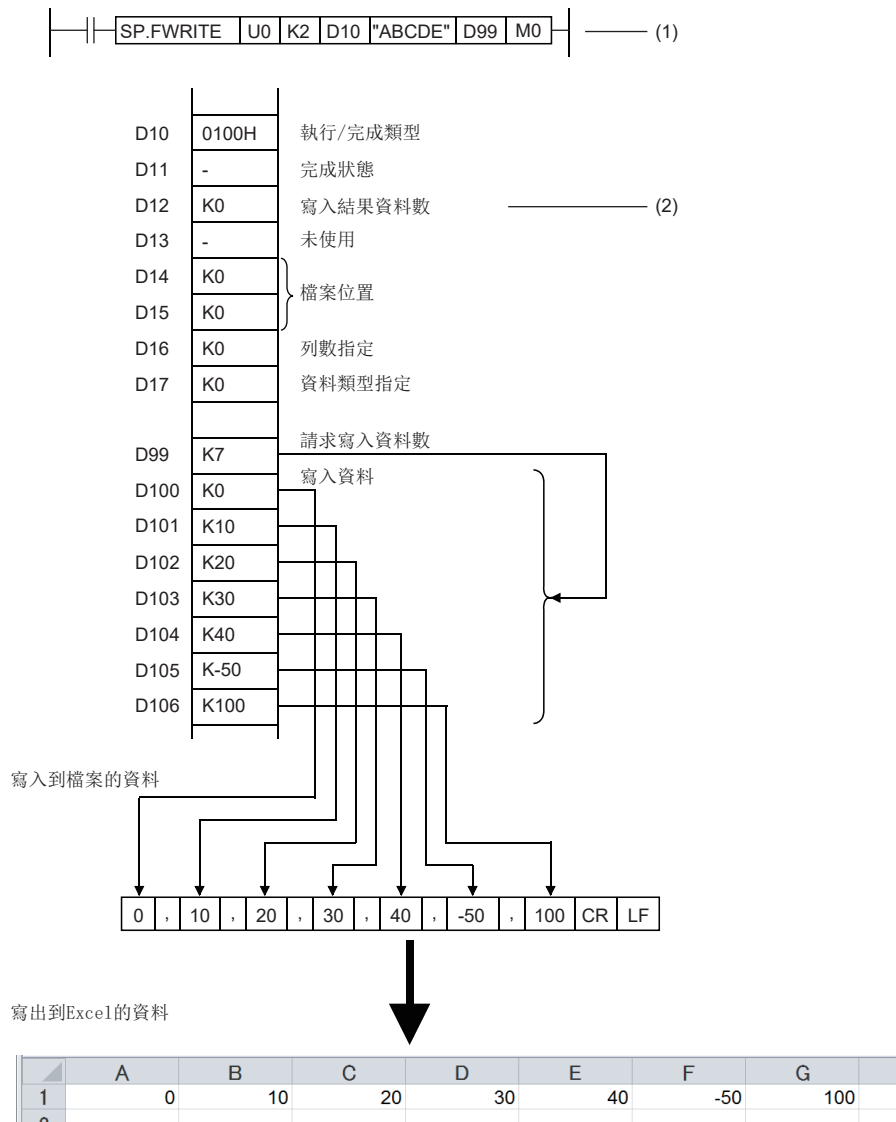 SP.FWRITE U0 K2 D10 "ABCDE" D99 M0 (1)
D10 0100H 執行/完成類型
D11 - 完成狀態
D12 K0 寫入結果資料數 (2)
D13 - 未使用
D14 K0
檔案位置
D15 K0
D16 K0 列數指定
D17 K0 資料類型指定
請求寫入資料數
D99 K7
寫入資料
D100 K0
D101 K10
D102 K20
D103 K30
D104 K40
D105 K-50
D106 K100
寫入到檔案的資料
0 , 10 , 20 , 30 , 40 , -50 , 100 CR LF
寫出到Excel的資料
A B C D E F G
1 0 10 20 30 40 -50 100